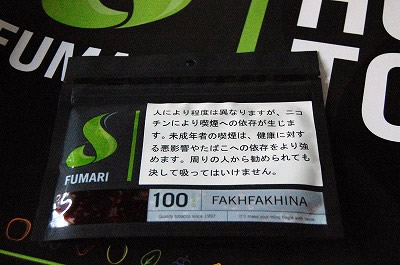 FUMARI
人により程度は異なりますが、ニコ
チンにより喫煙への依存が生じま
す。未成年者の喫煙は、健康に対す
る悪影響やたばこへの依存をより強
めます。周りの人から勧められても
決して吸ってはいけません。
FUMARI
100 FAKHFAKHINA
Quality tobacco since 1997